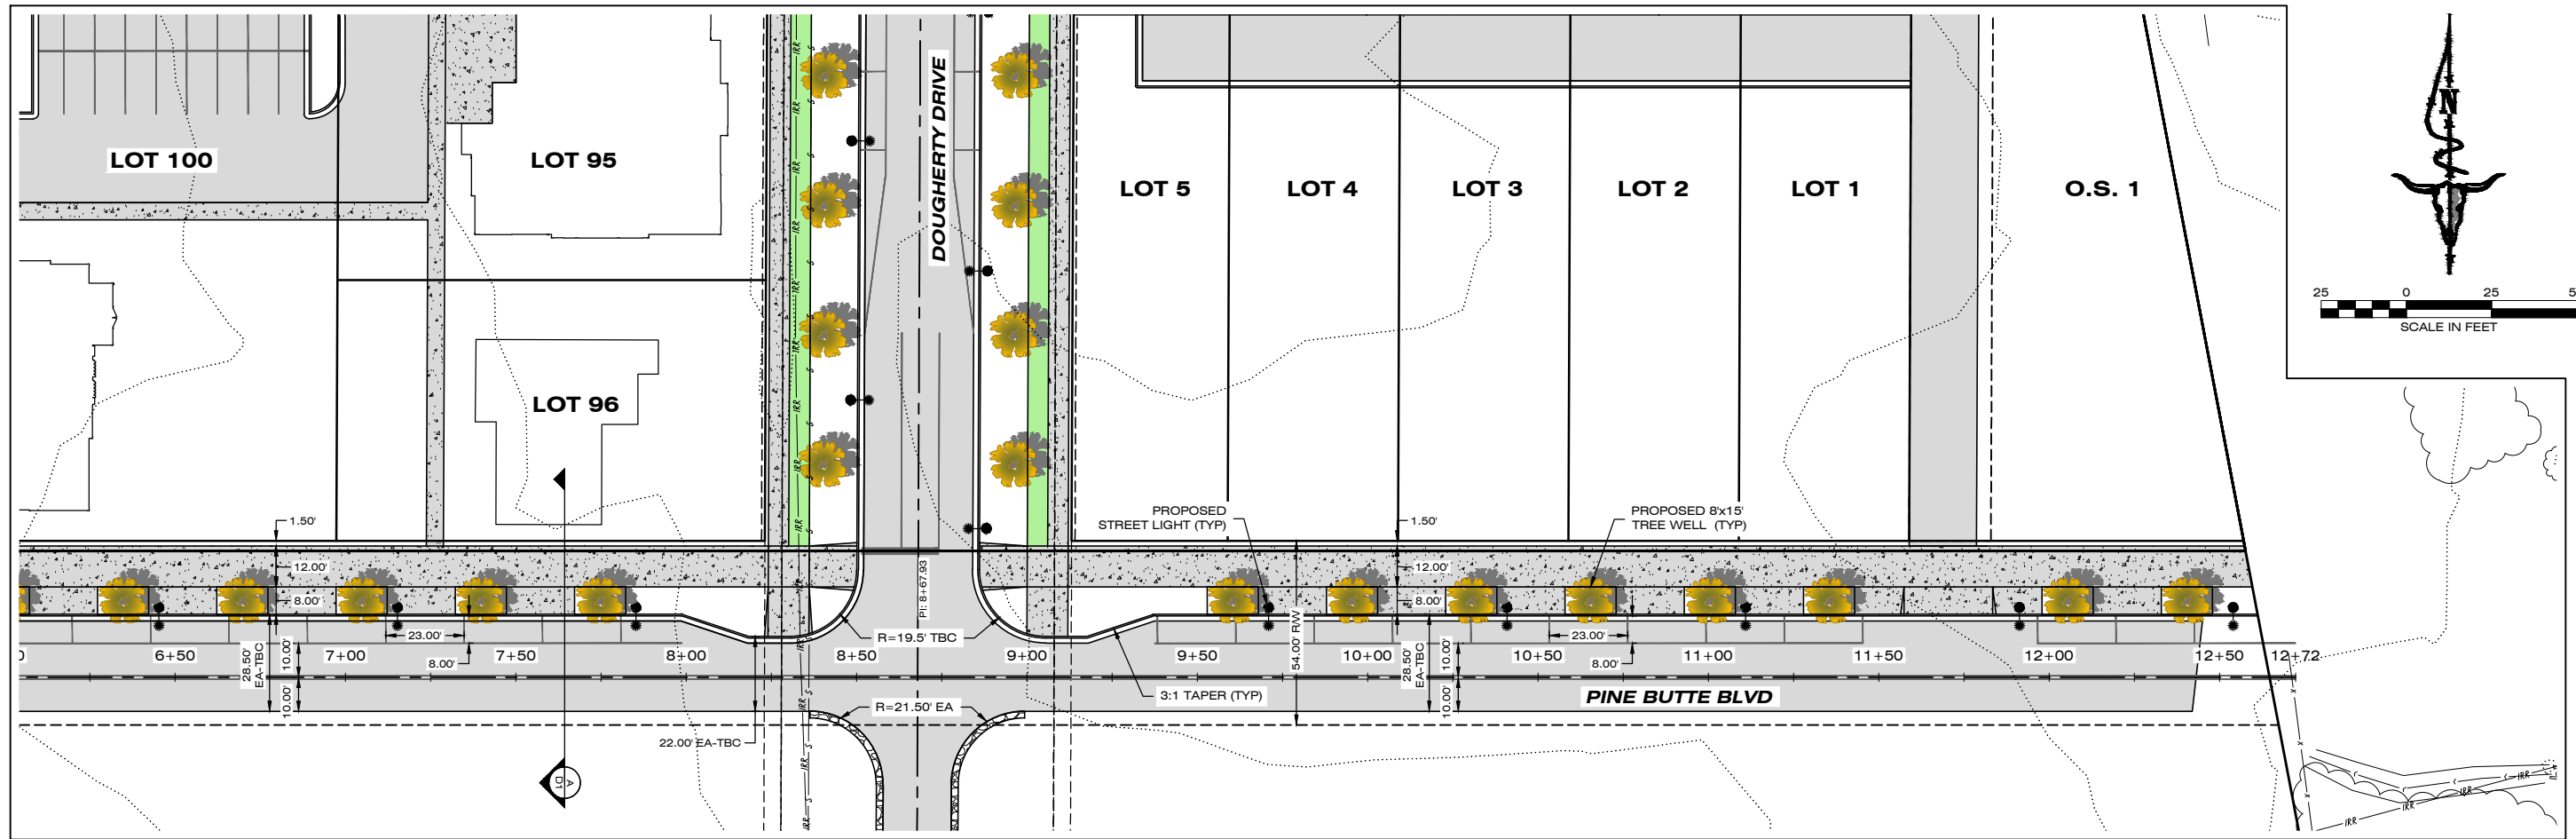 LOT 100
LOT 95
DOUGHERTY DRIVE
LOT 5
LOT 4
LOT 3
LOT 2
LOT 1
O.S. 1
N
25 0 25
SCALE IN FEET
LOT 96
IRR
S
PROPOSED
STREET LIGHT (TYP)
PROPOSED 8'x15'
TREE WELL (TYP)
1.50'
1.50'
12.00'
12.00'
8.00'
8.00'
PI: 8+67.93
R=19.5' TBC
54.00' R/W
23.00'
23.00'
8.00'
8.00'
28.50'
EA-TBC
10.00'
10.00'
28.50'
EA-TBC
10.00'
10.00'
6+50
7+00
7+50
8+00
8+50
9+00
9+50
10+00
10+50
11+00
11+50
12+00
12+50
12+72
3:1 TAPER (TYP)
PINE BUTTE BLVD
R=21.50' EA
22.00' EA-TBC
A
D1
IRR
IRR
IRR